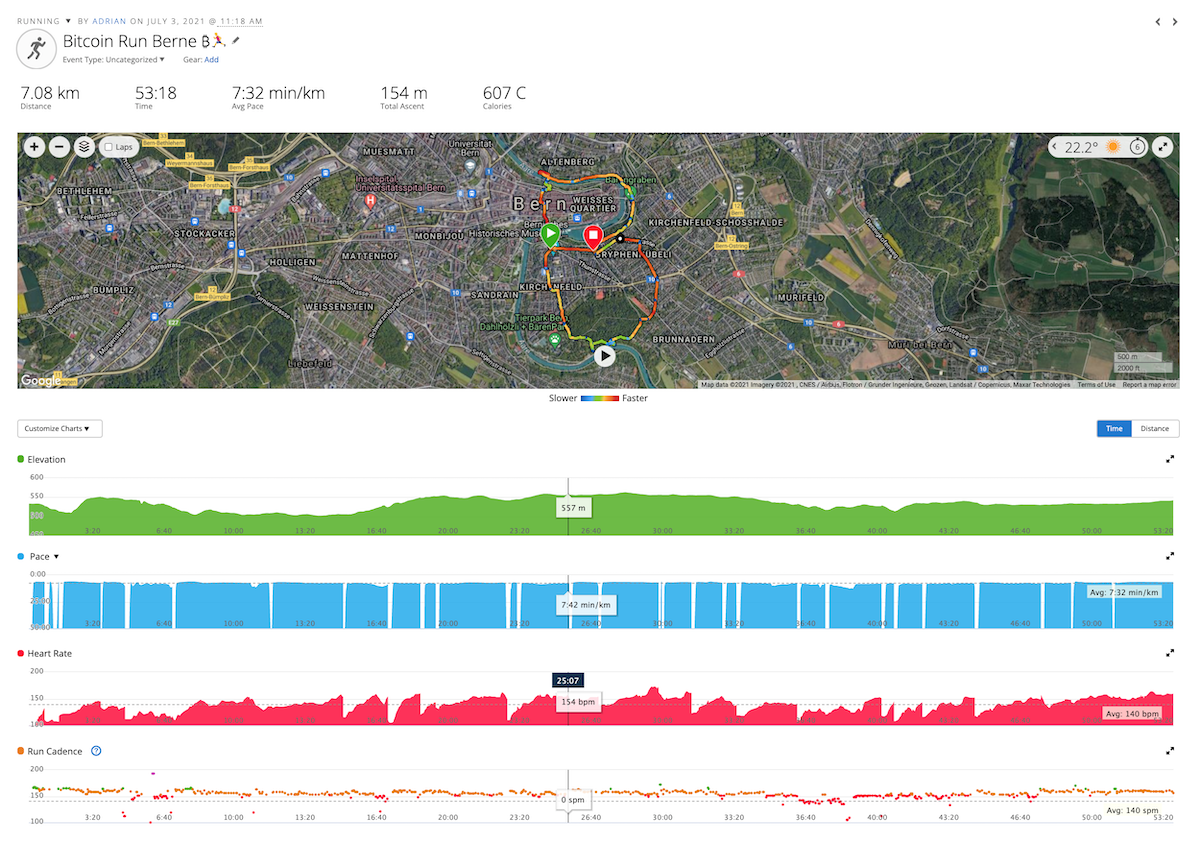 RUNNING ▼ BY ADRIAN ON JULY 3, 2021 @ 11:18 AM
Bitcoin Run Berne ₿🏃‍♀️
Event Type: Uncategorized ▼ Gear: Add
7.08 km 53:18 7:32 min/km 154 m 607 C
Distance Time Avg Pace Total Ascent Calories
+ − Laps 22.2° 6
Bern-Bethlehem
Weyermannshaus
Bern-Forsthaus
Bern-Forsthaus
MUESMATT
Universität Bern
ALTENBERG
Bärengraben
BETHLEHEM
Inselspital
Universitätsspital Bern
Bern
WEISSES
QUARTIER
STÖCKACKER
MONBIJOU
Historisches
KIRCHENFELD-SCHOSSHALDE
Bern-Ostring
HOLLIGEN
MATTENHOF
Thunstrasse
BÜMPLIZ
Bern-Bümpliz
WEISSENSTEIN
SANDRAIN
KIRCHENFELD
MURIFELD
Tierpark Bern
Dählhölzli + BärenPark
BRUNNADERN
Liebefeld
Muri bei Bern
500 m
2000 ft
Google
Map data ©2021 Imagery ©2021 , CNES / Airbus, Flotron / Grunder Ingenieure, Geozen, Landsat / Copernicus, Maxar Technologies Terms of Use Report a map error
Slower Faster
Customize Charts ▼ Time Distance
Elevation
600
550
500
557 m
3:20 6:40 10:00 13:20 16:40 20:00 23:20 26:40 30:00 33:20 36:40 40:00 43:20 46:40 50:00 53:20
Pace ▼
0:00
Avg: 7:32 min/km
7:42 min/km
3:20 6:40 10:00 13:20 16:40 20:00 23:20 26:40 30:00 33:20 36:40 40:00 43:20 46:40 50:00 53:20
Heart Rate
200
25:07
150
154 bpm
Avg: 140 bpm
100
Run Cadence ?
200
150
0 spm
Avg: 140 spm
100
3:20 6:40 10:00 13:20 16:40 20:00 23:20 26:40 30:00 33:20 36:40 40:00 43:20 46:40 50:00 53:20